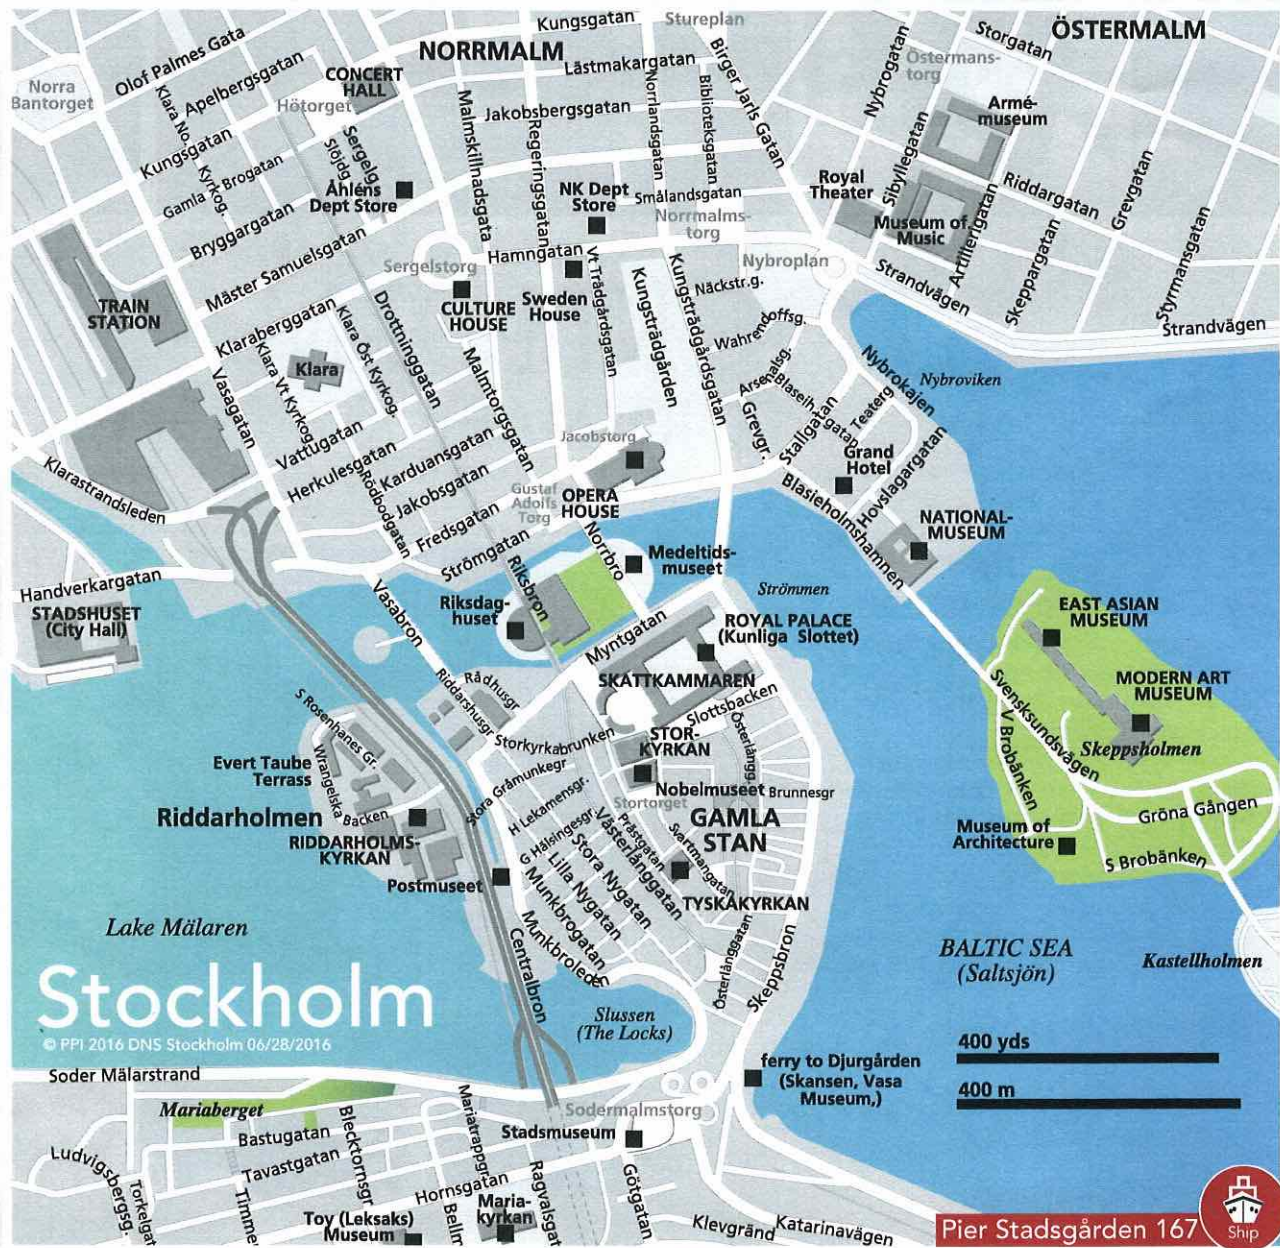 Kungsgatan
Stureplan
Storgatan
ÖSTERMALM
Olof Palmes Gata
NORRMALM
Lästmakargatan
Birger Jarls Gatan
Nybrogatan
Östermans-
torg
Norra
Bantorget
Klara No.
Kyrkog.
Apelbergsgatan
CONCERT
HALL
Hötorget
Malmskillnadsgata
Jakobsbergsgatan
Norrlandsgatan
Biblioteksgatan
Armé-
museum
Kungsgatan
Slöjdg
Sergelg
Regeringsgatan
Sibyllegatan
Gamla Brogatan
Åhléns
Dept Store
NK Dept
Store
Smålandsgatan
Royal
Theater
Riddargatan
Grevgatan
Bryggargatan
Norrmalms-
torg
Museum of
Music
Artillerigatan
Skeppargatan
Styrmansgatan
Mäster Samuelsgatan
Sergelstorg
Hamngatan
Nybroplan
Strandvägen
Strandvägen
TRAIN
STATION
CULTURE
HOUSE
Sweden
House
Vt Trädgårdsgatan
Kungsträdgården
Kungsträdgårdsgatan
Näckstr.g.
Wahrendoffsg.
Klaraberggatan
Klara Öst Kyrkog.
Drottninggatan
Klara Vt Kyrkog.
Klara
Malmtorgsgatan
Arsenalsg.
Blaseih.gatan
Nybrokajen
Nybroviken
Vasagatan
Grevgr.
Stallgatan
Teaterg
Vattugatan
Herkulesgatan
Karduansgatan
Jacobstorg
Grand
Hotel
Hovslagargatan
Klarastrandsleden
Rödbodgatan
Jakobsgatan
Gustaf
Adolfs
Torg
OPERA
HOUSE
Blasieholmshamnen
NATIONAL-
MUSEUM
Fredsgatan
Strömgatan
Norrbro
Medeltids-
museet
Handverkargatan
STADSHUSET
(City Hall)
Vasabron
Riksdag-
huset
Riksbron
Strömmen
EAST ASIAN
MUSEUM
Myntgatan
ROYAL PALACE
(Kunliga Slottet)
SKATTKAMMAREN
MODERN ART
MUSEUM
Riddarshusgr
Rådhusgr
Slottsbacken
Svensksundsvägen
V Brobänken
S Rosenhanes Gr.
Storkyrkabrunken
STOR-
KYRKAN
Österlångg.
Skeppsholmen
Evert Taube
Terrass
Wrangelska
Backen
Stora Gråmunkegr
Nobelmuseet
Brunnesgr
Stortorget
Gröna Gången
Riddarholmen
H Lekamensgr.
GAMLA
STAN
RIDDARHOLMS-
KYRKAN
G Hälsingesgr
Västerlånggatan
Prästgatan
Svartmangatan
Museum of
Architecture
S Brobänken
Postmuseet
Stora Nygatan
Lilla Nygatan
Munkbrogatan
TYSKAKYRKAN
Lake Mälaren
Centralbron
Munkbroleden
Österlånggatan
Skeppsbron
BALTIC SEA
(Saltsjön)
Kastellholmen
Stockholm
© PPI 2016 DNS Stockholm 06/28/2016
Slussen
(The Locks)
400 yds
400 m
Soder Mälarstrand
ferry to Djurgården
(Skansen, Vasa
Museum,)
Mariaberget
Sodermalmstorg
Stadsmuseum
Mariatrappgr
Blecktornsgr
Bastugatan
Tavastgatan
Ludvigsbergsg.
Torkelgat
Timmer
Hornsgatan
Ragvalsgat
Götgatan
Toy (Leksaks)
Museum
Bellm
Maria-
kyrkan
Klevgränd
Katarinavägen
Pier Stadsgården 167
Ship